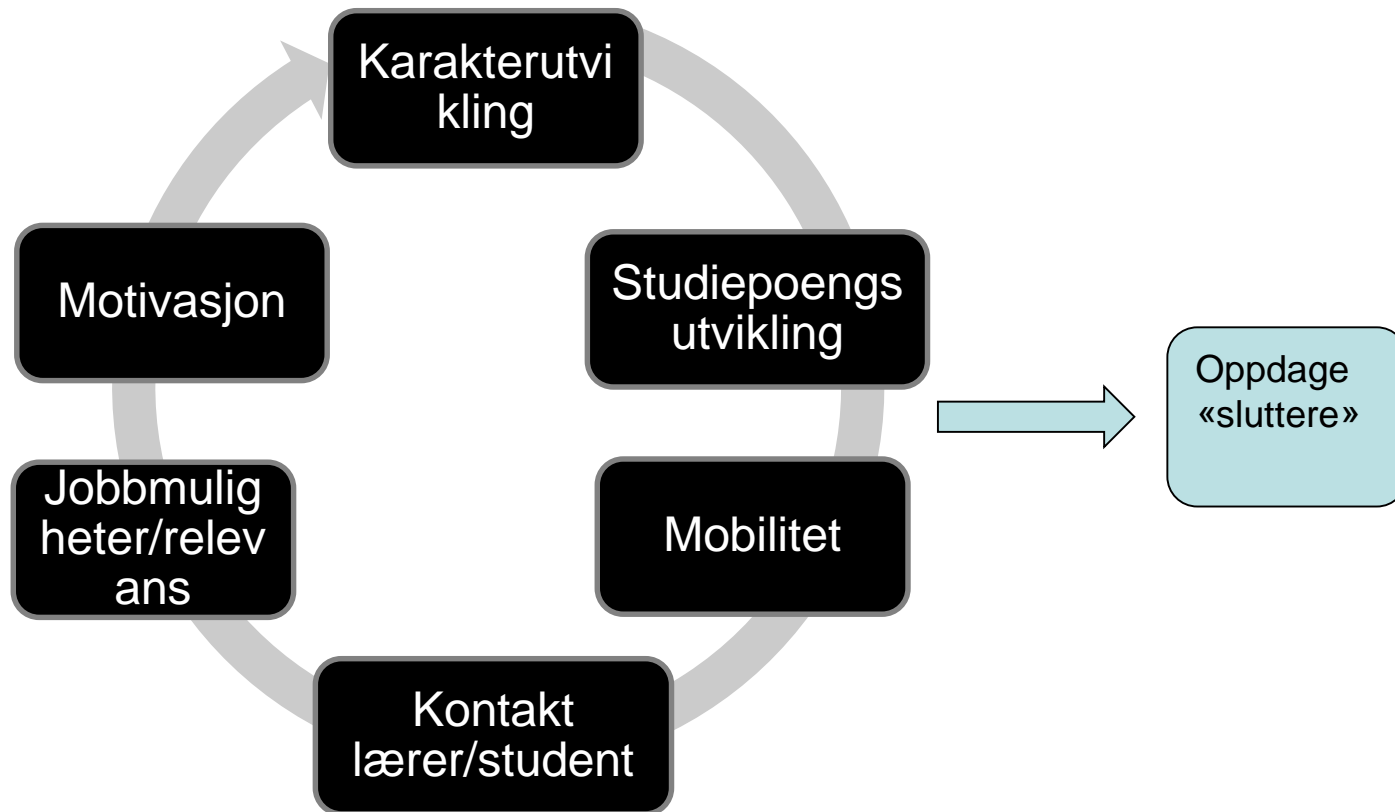 Karakterutvi
kling
Studiepoengs
utvikling
Mobilitet
Kontakt
lærer/student
Jobbmulig
heter/relev
ans
Motivasjon
Oppdage
«sluttere»